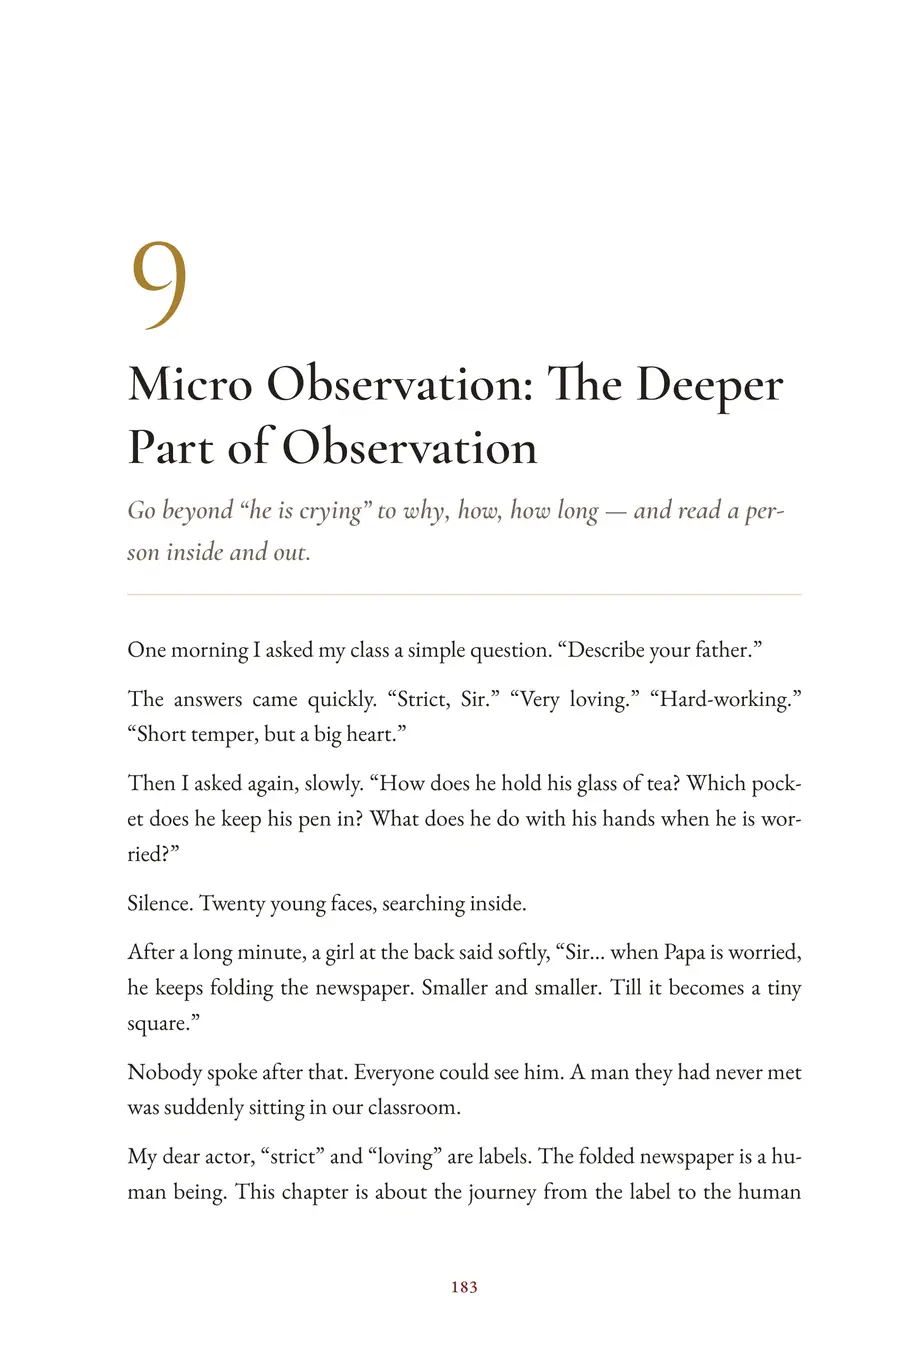 9
Micro Observation: The Deeper
Part of Observation
Go beyond “he is crying” to why, how, how long — and read a per-
son inside and out.
One morning I asked my class a simple question. “Describe your father.”
The answers came quickly. “Strict, Sir.” “Very loving.” “Hard-working.”
“Short temper, but a big heart.”
Then I asked again, slowly. “How does he hold his glass of tea? Which pock-
et does he keep his pen in? What does he do with his hands when he is wor-
ried?”
Silence. Twenty young faces, searching inside.
After a long minute, a girl at the back said softly, “Sir… when Papa is worried,
he keeps folding the newspaper. Smaller and smaller. Till it becomes a tiny
square.”
Nobody spoke after that. Everyone could see him. A man they had never met
was suddenly sitting in our classroom.
My dear actor, “strict” and “loving” are labels. The folded newspaper is a hu-
man being. This chapter is about the journey from the label to the human
183